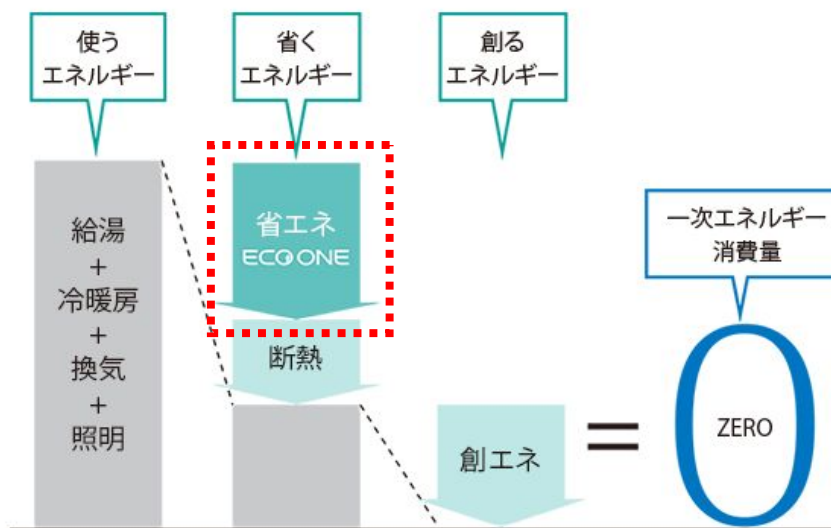 使う
エネルギー
省く
エネルギー
創る
エネルギー
給湯
+
冷暖房
+
換気
+
照明
省エネ
ECO ONE
断熱
創エネ
=
一次エネルギー
消費量
0
ZERO